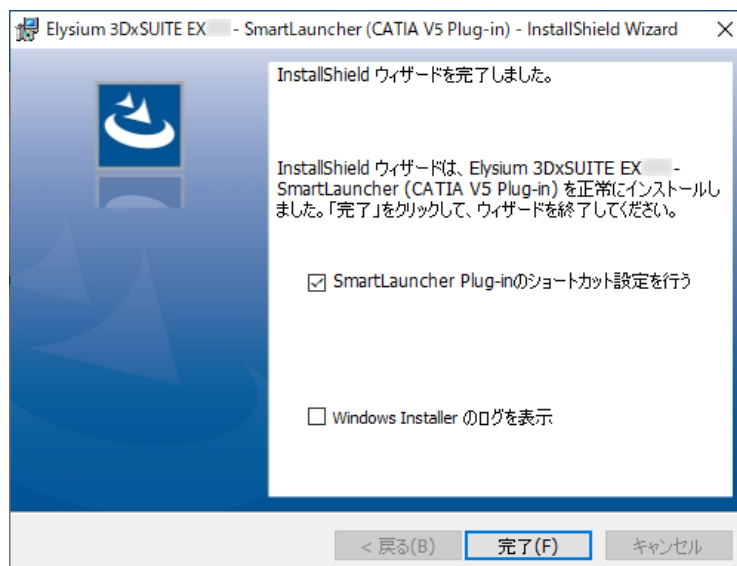 Elysium 3DxSUITE EX - SmartLauncher (CATIA V5 Plug-in) - InstallShield Wizard
InstallShield ウィザードを完了しました。
InstallShield ウィザードは、Elysium 3DxSUITE EX -
SmartLauncher (CATIA V5 Plug-in) を正常にインストールし
ました。「完了」をクリックして、ウィザードを終了してください。
SmartLauncher Plug-inのショートカット設定を行う
Windows Installer のログを表示
< 戻る(B) 完了(F) キャンセル